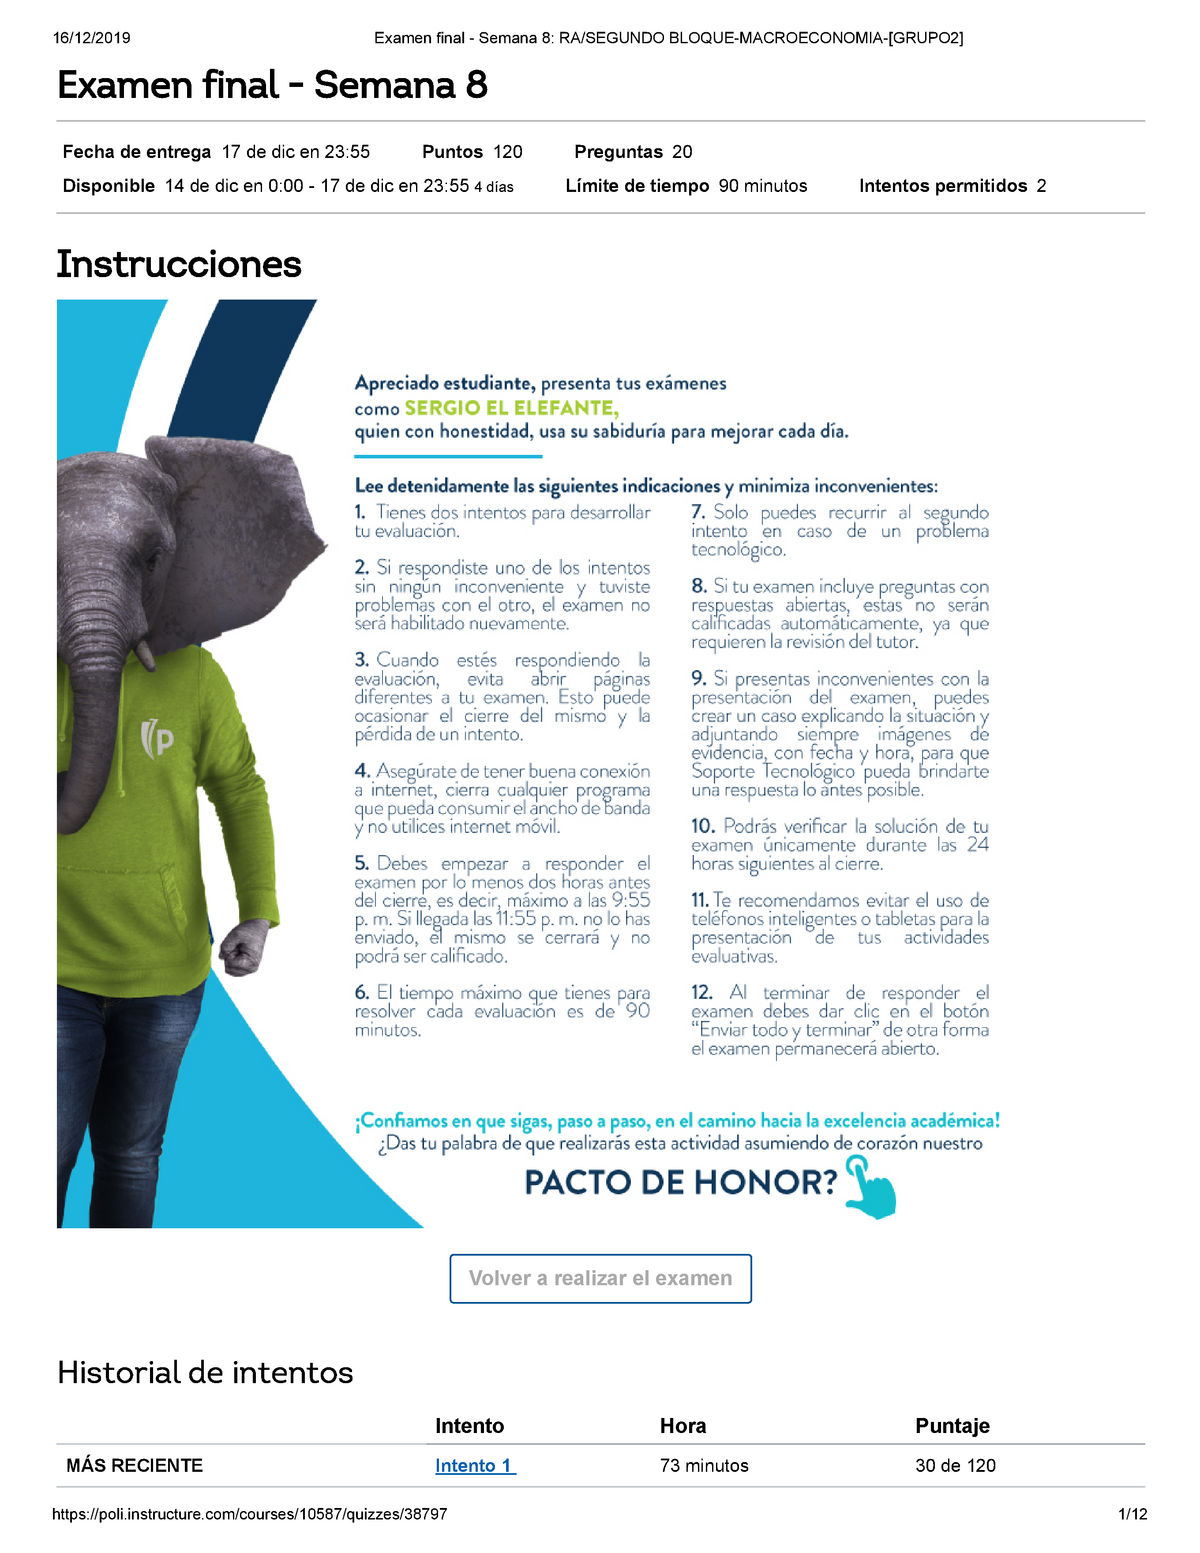 16/12/2019
Examen final - Semana 8: RA/SEGUNDO BLOQUE-MACROECONOMIA-[GRUPO2]
Examen final - Semana 8
Fecha de entrega 17 de dic en 23:55 Puntos 120 Preguntas 20
Disponible 14 de dic en 0:00 - 17 de dic en 23:55 4 días Límite de tiempo 90 minutos Intentos permitidos 2
Instrucciones
Apreciado estudiante, presenta tus exámenes
como SERGIO EL ELEFANTE,
quien con honestidad, usa su sabiduría para mejorar cada día.
Lee detenidamente las siguientes indicaciones y minimiza inconvenientes:
1. Tienes dos intentos para desarrollar
tu evaluación.
2. Si respondiste uno de los intentos
sin ningún inconveniente y tuviste
problemas con el otro, el examen no
será habilitado nuevamente.
3. Cuando estés respondiendo la
evaluación, evita abrir páginas
diferentes a tu examen. Esto puede
ocasionar el cierre del mismo y la
pérdida de un intento.
4. Asegúrate de tener buena conexión
a internet, cierra cualquier programa
que pueda consumir el ancho de banda
y no utilices internet móvil.
5. Debes empezar a responder el
examen por lo menos dos horas antes
del cierre, es decir, máximo a las 9:55
p. m. Si llegada las 11:55 p. m. no lo has
enviado, el mismo se cerrará y no
podrá ser calificado.
6. El tiempo máximo que tienes para
resolver cada evaluación es de 90
minutos.
7. Solo puedes recurrir al segundo
intento en caso de un problema
tecnológico.
8. Si tu examen incluye preguntas con
respuestas abiertas, estas no serán
calificadas automáticamente, ya que
requieren la revisión del tutor.
9. Si presentas inconvenientes con la
presentación del examen, puedes
crear un caso explicando la situación y
adjuntando siempre imágenes de
evidencia, con fecha y hora, para que
Soporte Tecnológico pueda brindarte
una respuesta lo antes posible.
10. Podrás verificar la solución de tu
examen únicamente durante las 24
horas siguientes al cierre.
11. Te recomendamos evitar el uso de
teléfonos inteligentes o tabletas para la
presentación de tus actividades
evaluativas.
12. Al terminar de responder el
examen debes dar clic en el botón
“Enviar todo y terminar” de otra forma
el examen permanecerá abierto.
¡Confiamos en que sigas, paso a paso, en el camino hacia la excelencia académica!
¿Das tu palabra de que realizarás esta actividad asumiendo de corazón nuestro
PACTO DE HONOR?
Volver a realizar el examen
Historial de intentos
Intento Hora Puntaje
MÁS RECIENTE Intento 1 73 minutos 30 de 120
https://poli.instructure.com/courses/10587/quizzes/38797
1/12